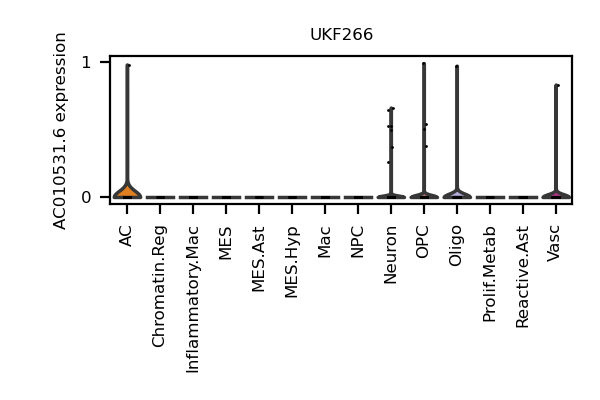 UKF266
AC010531.6 expression
1
0
AC
Chromatin.Reg
Inflammatory.Mac
MES
MES.Ast
MES.Hyp
Mac
NPC
Neuron
OPC
Oligo
Prolif.Metab
Reactive.Ast
Vasc